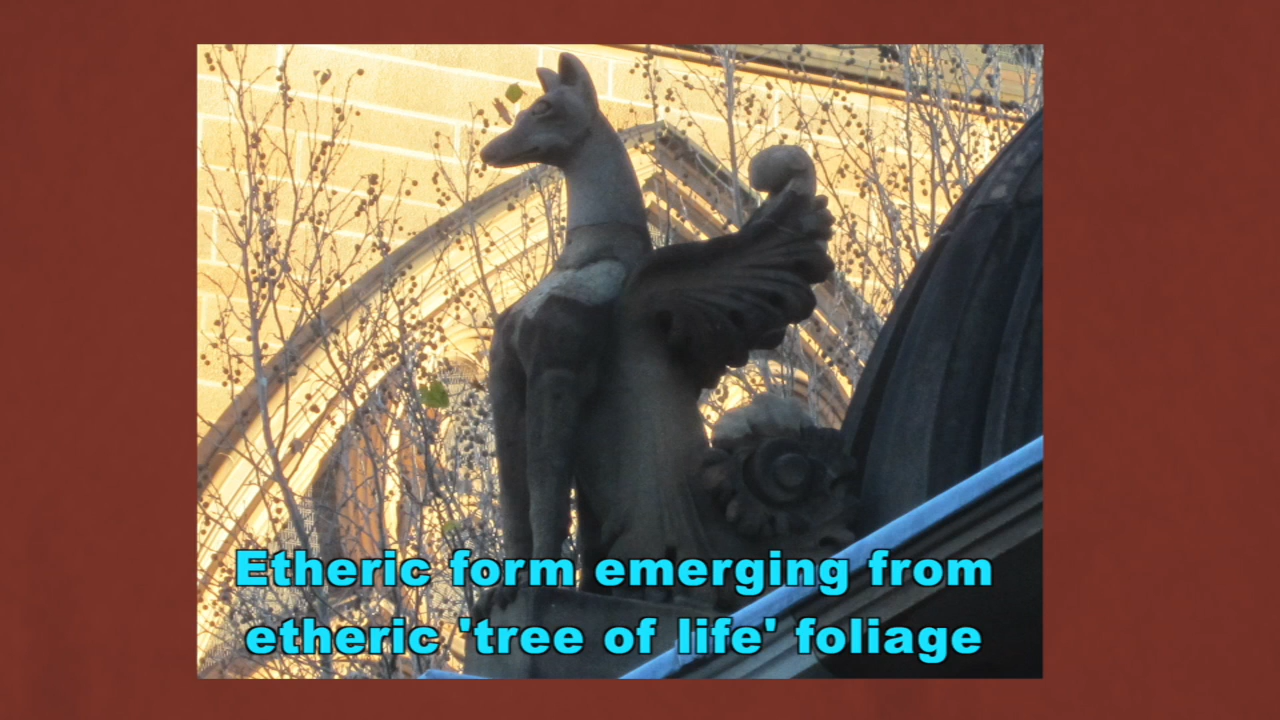 Etheric form emerging from
etheric 'tree of life' foliage